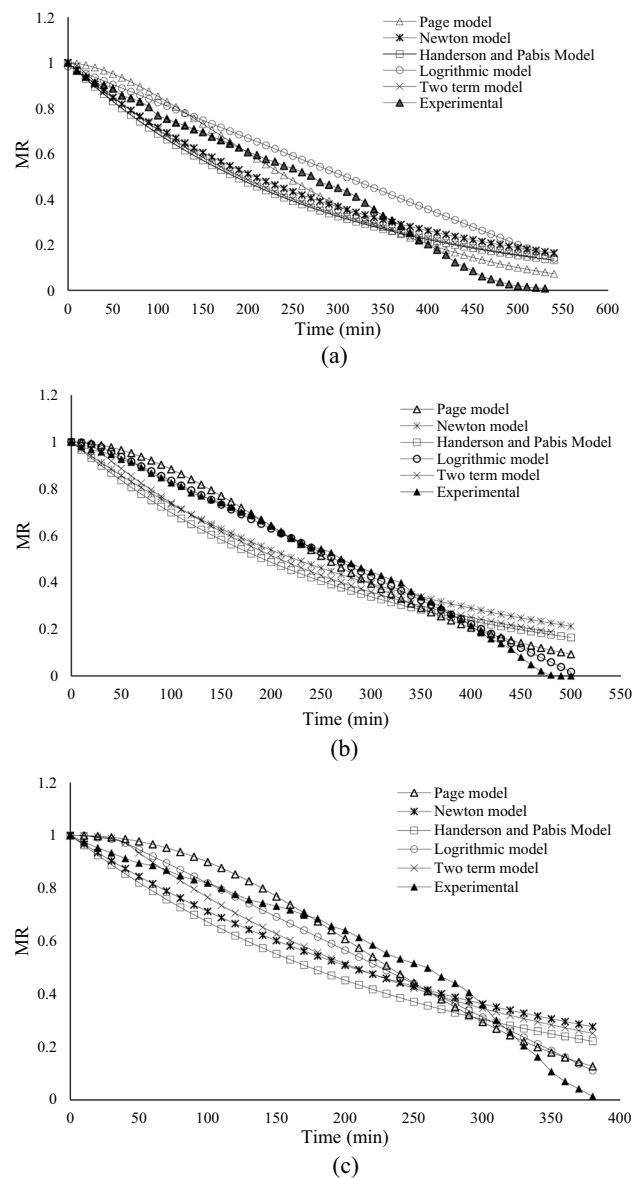 1.2
1
0.8
0.6
0.4
0.2
0
MR
Page model
Newton model
Handerson and Pabis Model
Logrithmic model
Two term model
Experimental
0 50 100 150 200 250 300 350 400 450 500 550 600
Time (min)
(a)
1.2
1
0.8
0.6
0.4
0.2
0
MR
Page model
Newton model
Handerson and Pabis Model
Logrithmic model
Two term model
Experimental
0 50 100 150 200 250 300 350 400 450 500 550
Time (min)
(b)
1.2
1
0.8
0.6
0.4
0.2
0
MR
Page model
Newton model
Handerson and Pabis Model
Logrithmic model
Two term model
Experimental
0 50 100 150 200 250 300 350 400
Time (min)
(c)